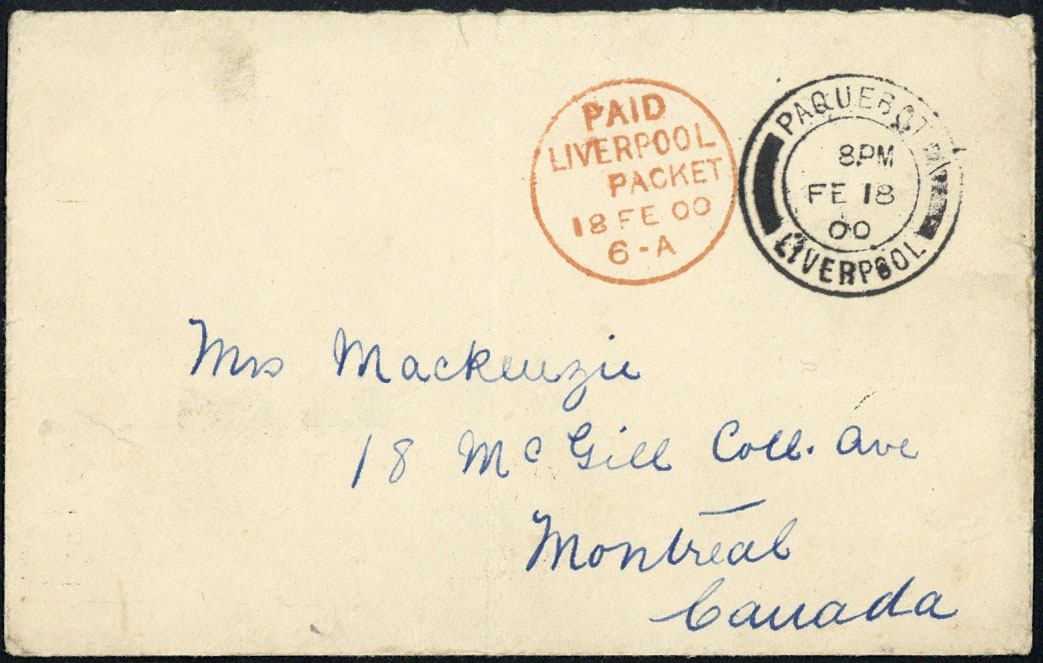 PAID
LIVERPOOL
PACKET
18 FE 00
6-A
PAQUEBOT
8.PM
FE 18
00
LIVERPOOL
Mrs Mackenzie
18 McGill Coll. Ave
Montreal
Canada